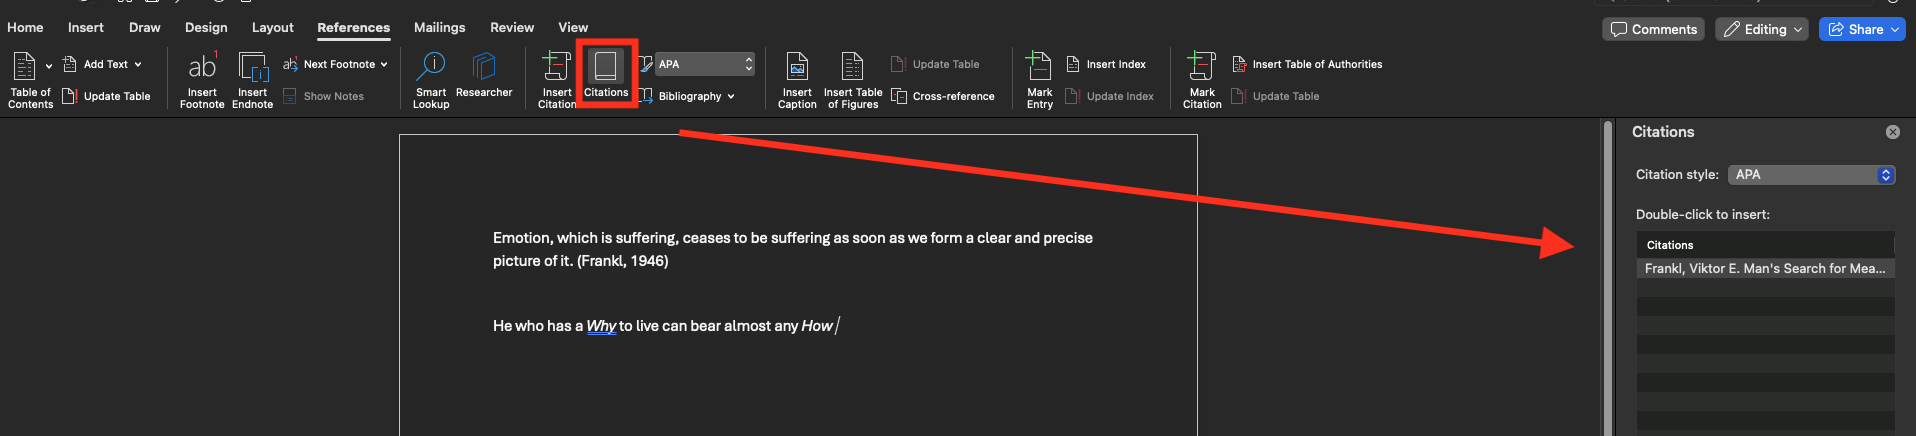 Home Insert Draw Design Layout References Mailings Review View
Comments Editing Share
Table of Contents
Add Text
Update Table
ab 1
Insert Footnote
Insert Endnote
ab Next Footnote
Show Notes
Smart Lookup
Researcher
Insert Citation
Citations
APA
Bibliography
Insert Caption
Insert Table of Figures
Update Table
Cross-reference
Mark Entry
Insert Index
Update Index
Mark Citation
Insert Table of Authorities
Update Table
Emotion, which is suffering, ceases to be suffering as soon as we form a clear and precise
picture of it. (Frankl, 1946)
He who has a Why to live can bear almost any How
Citations
Citation style: APA
Double-click to insert:
Citations
Frankl, Viktor E. Man's Search for Mea...